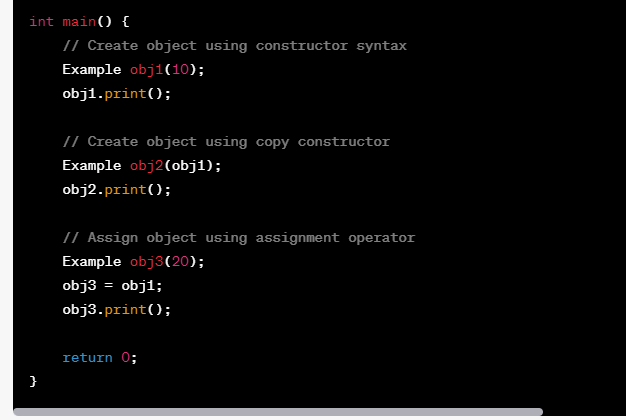 int main() {
    // Create object using constructor syntax
    Example obj1(10);
    obj1.print();

    // Create object using copy constructor
    Example obj2(obj1);
    obj2.print();

    // Assign object using assignment operator
    Example obj3(20);
    obj3 = obj1;
    obj3.print();

    return 0;
}